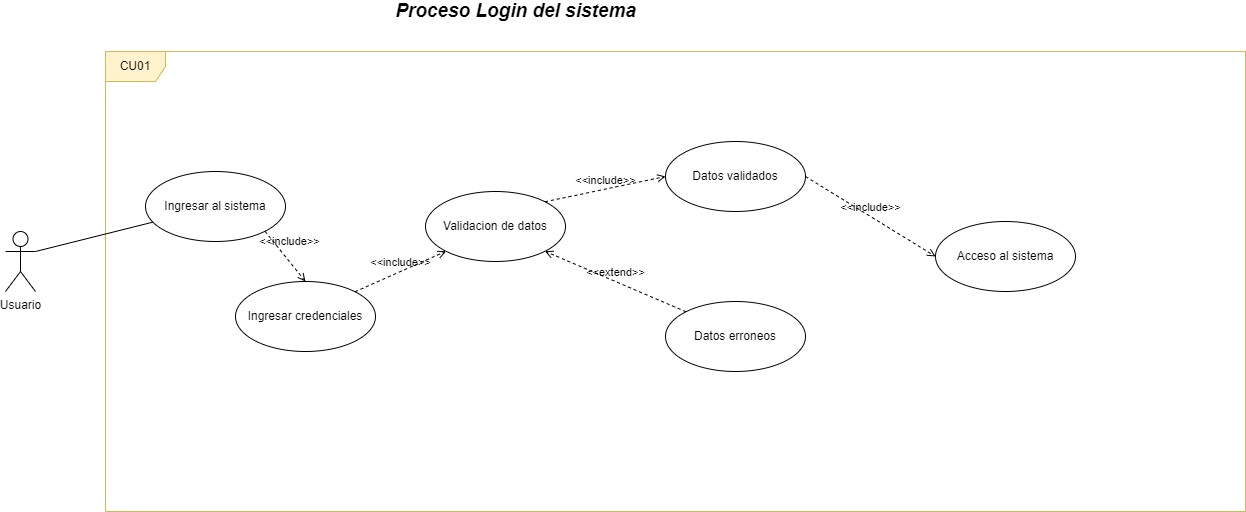 Proceso Login del sistema
CU01
Ingresar al sistema
<<include>>
Ingresar credenciales
<<include>>
Validacion de datos
<<include>>
Datos validados
<<include>>
Acceso al sistema
<<extend>>
Datos erroneos
Usuario